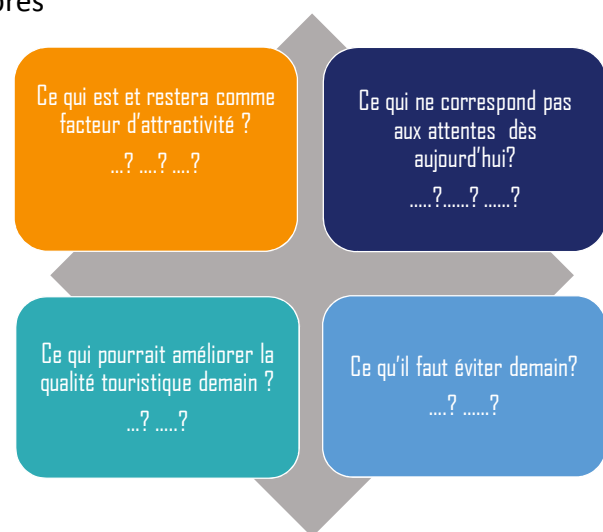 Ce qui est et restera comme
facteur d'attractivité ?
...? ....? ....?
Ce qui ne correspond pas
aux attentes dès
aujourd'hui?
.....?......? ......?
Ce qui pourrait améliorer la
qualité touristique demain ?
...? .....?
Ce qu'il faut éviter demain?
....? ......?